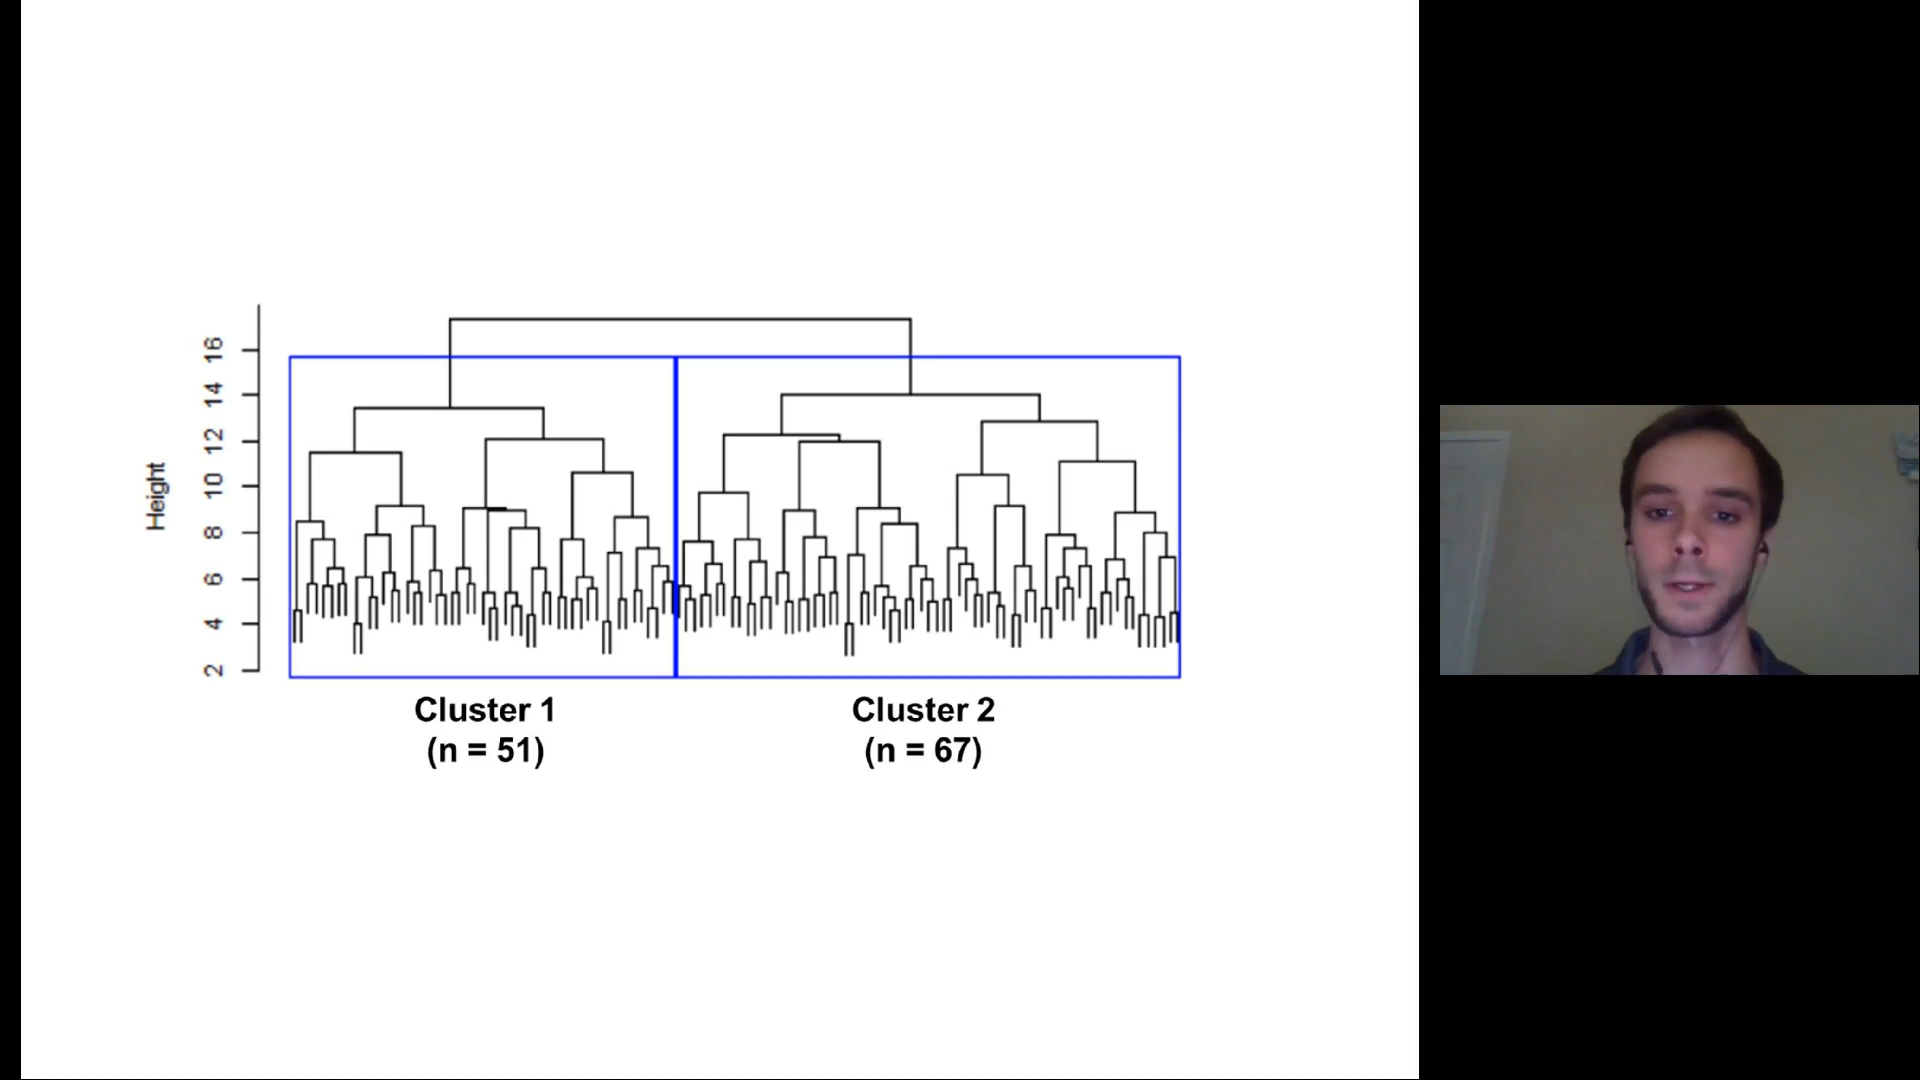 Height
16
14
12
10
8
6
4
2
Cluster 1
(n = 51)
Cluster 2
(n = 67)